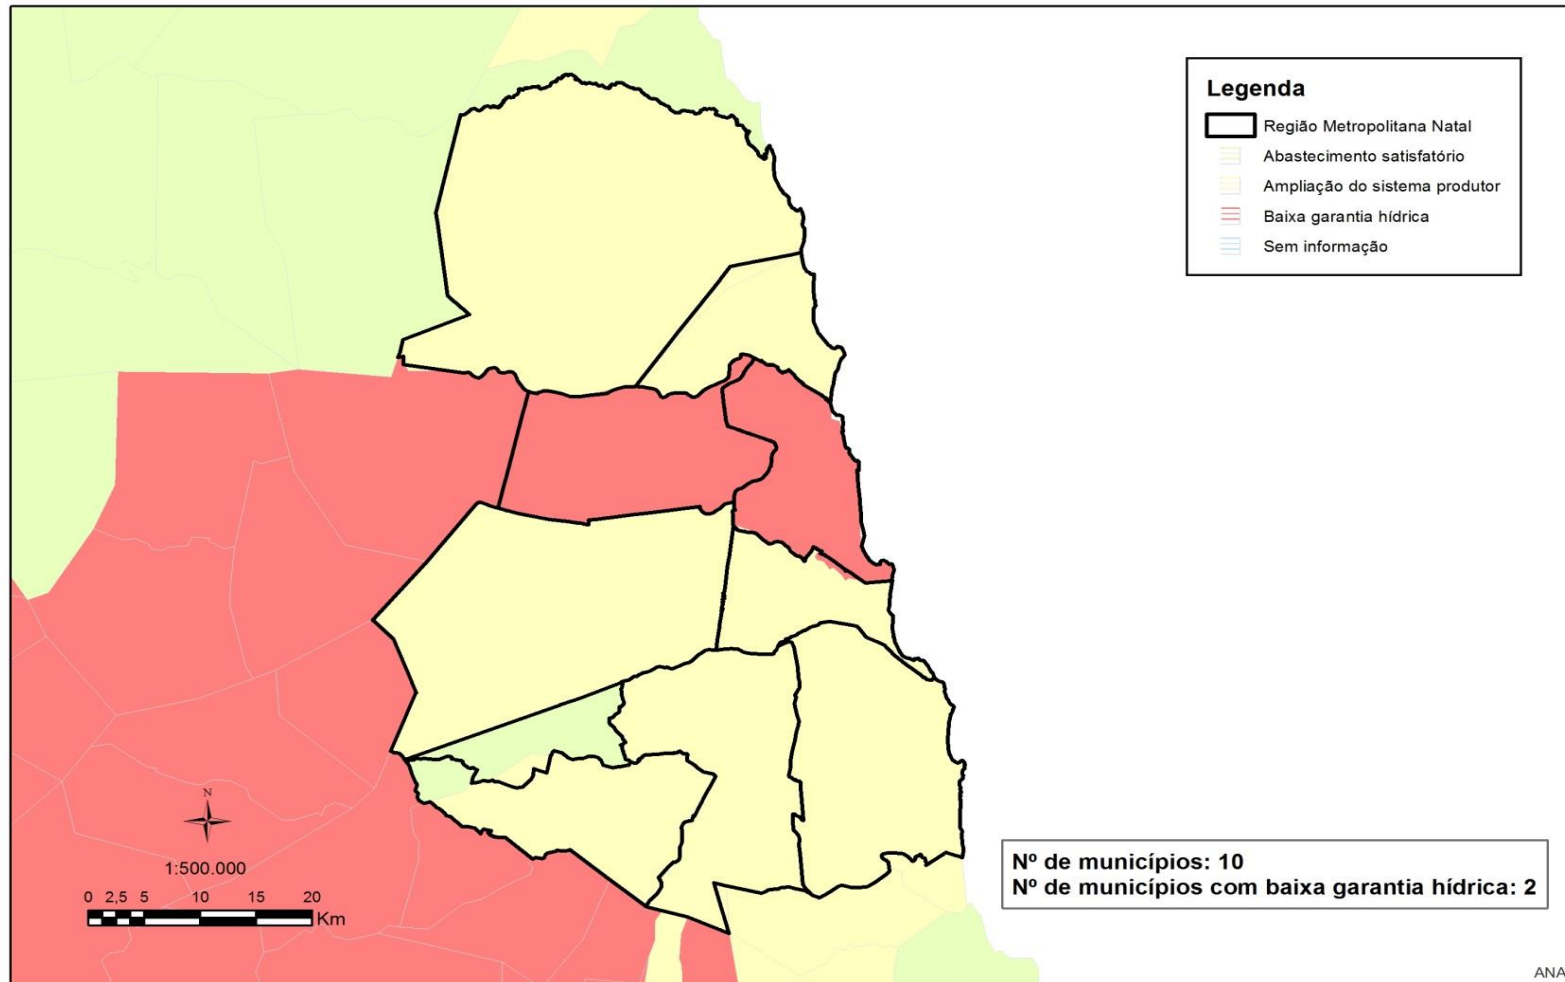 Legenda
Região Metropolitana Natal
Abastecimento satisfatório
Ampliação do sistema produtor
Baixa garantia hídrica
Sem informação
N
1:500.000
0 2,5 5 10 15 20
Km
Nº de municípios: 10
Nº de municípios com baixa garantia hídrica: 2
ANA